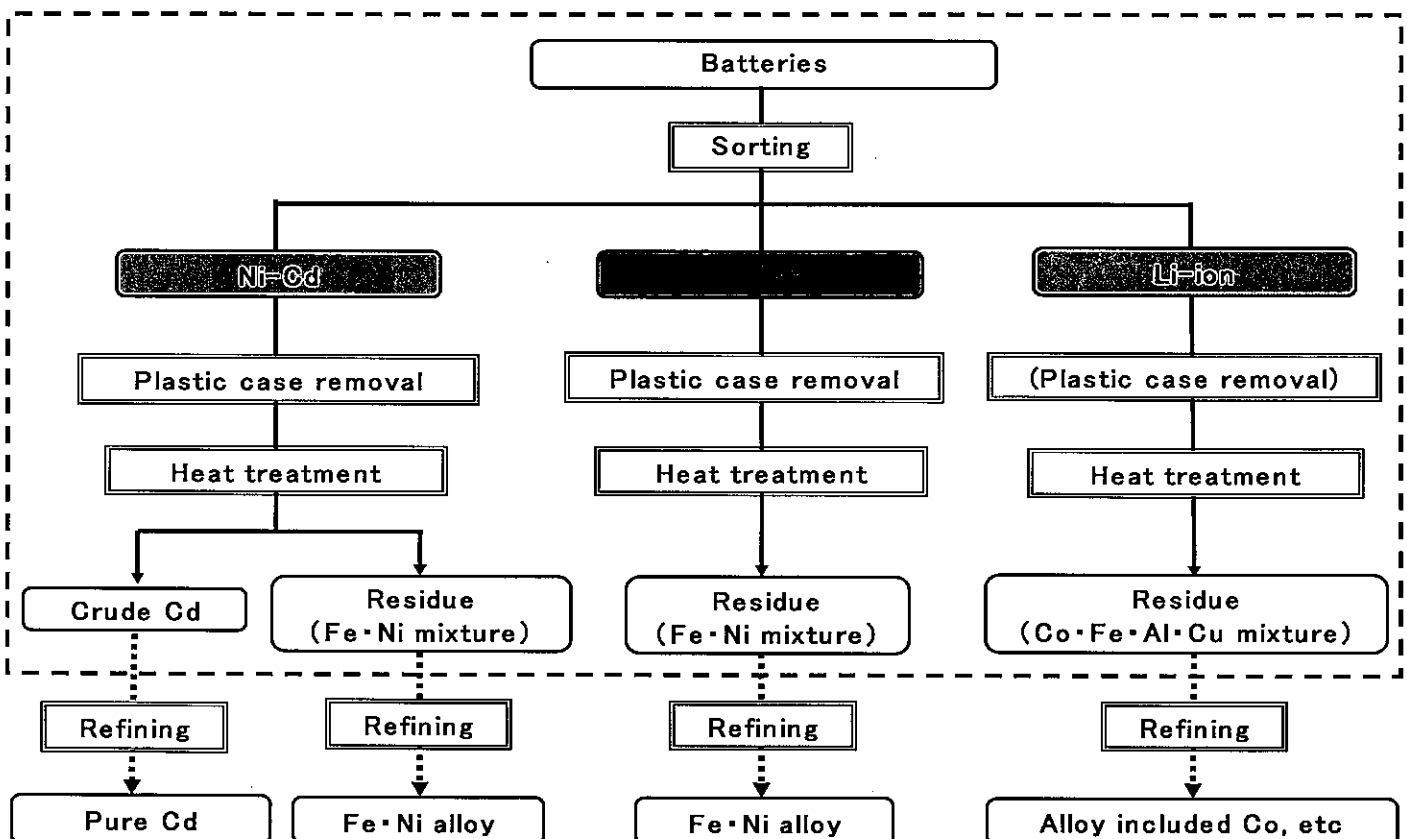 Batteries
Sorting
Ni-Cd
Li-ion
Plastic case removal
Plastic case removal
(Plastic case removal)
Heat treatment
Heat treatment
Heat treatment
Crude Cd
Residue
(Fe・Ni mixture)
Residue
(Fe・Ni mixture)
Residue
(Co・Fe・Al・Cu mixture)
Refining
Refining
Refining
Refining
Pure Cd
Fe・Ni alloy
Fe・Ni alloy
Alloy included Co, etc